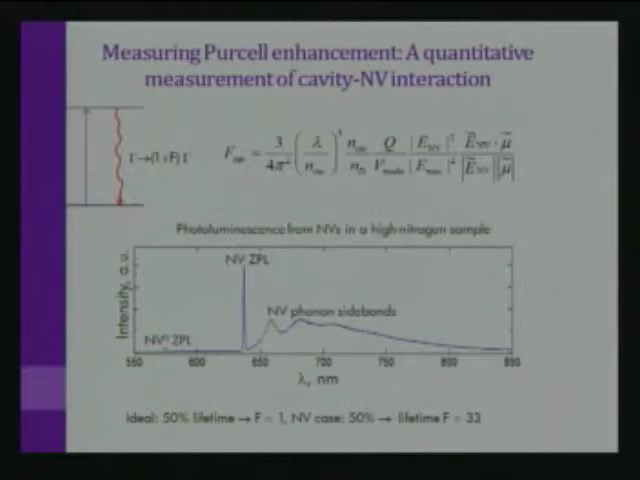 Measuring Purcell enhancement: A quantitative
measurement of cavity-NV interaction
Γ→(1+F)Γ
Photoluminescence from NVs in a high nitrogen sample
NV ZPL
NV phonon sidebands
NV⁰ ZPL
Intensity, a.u.
550 600 650 700 750 800 850
λ, nm
Ideal: 50% lifetime → F = 1, NV case: 50% → lifetime F = 33